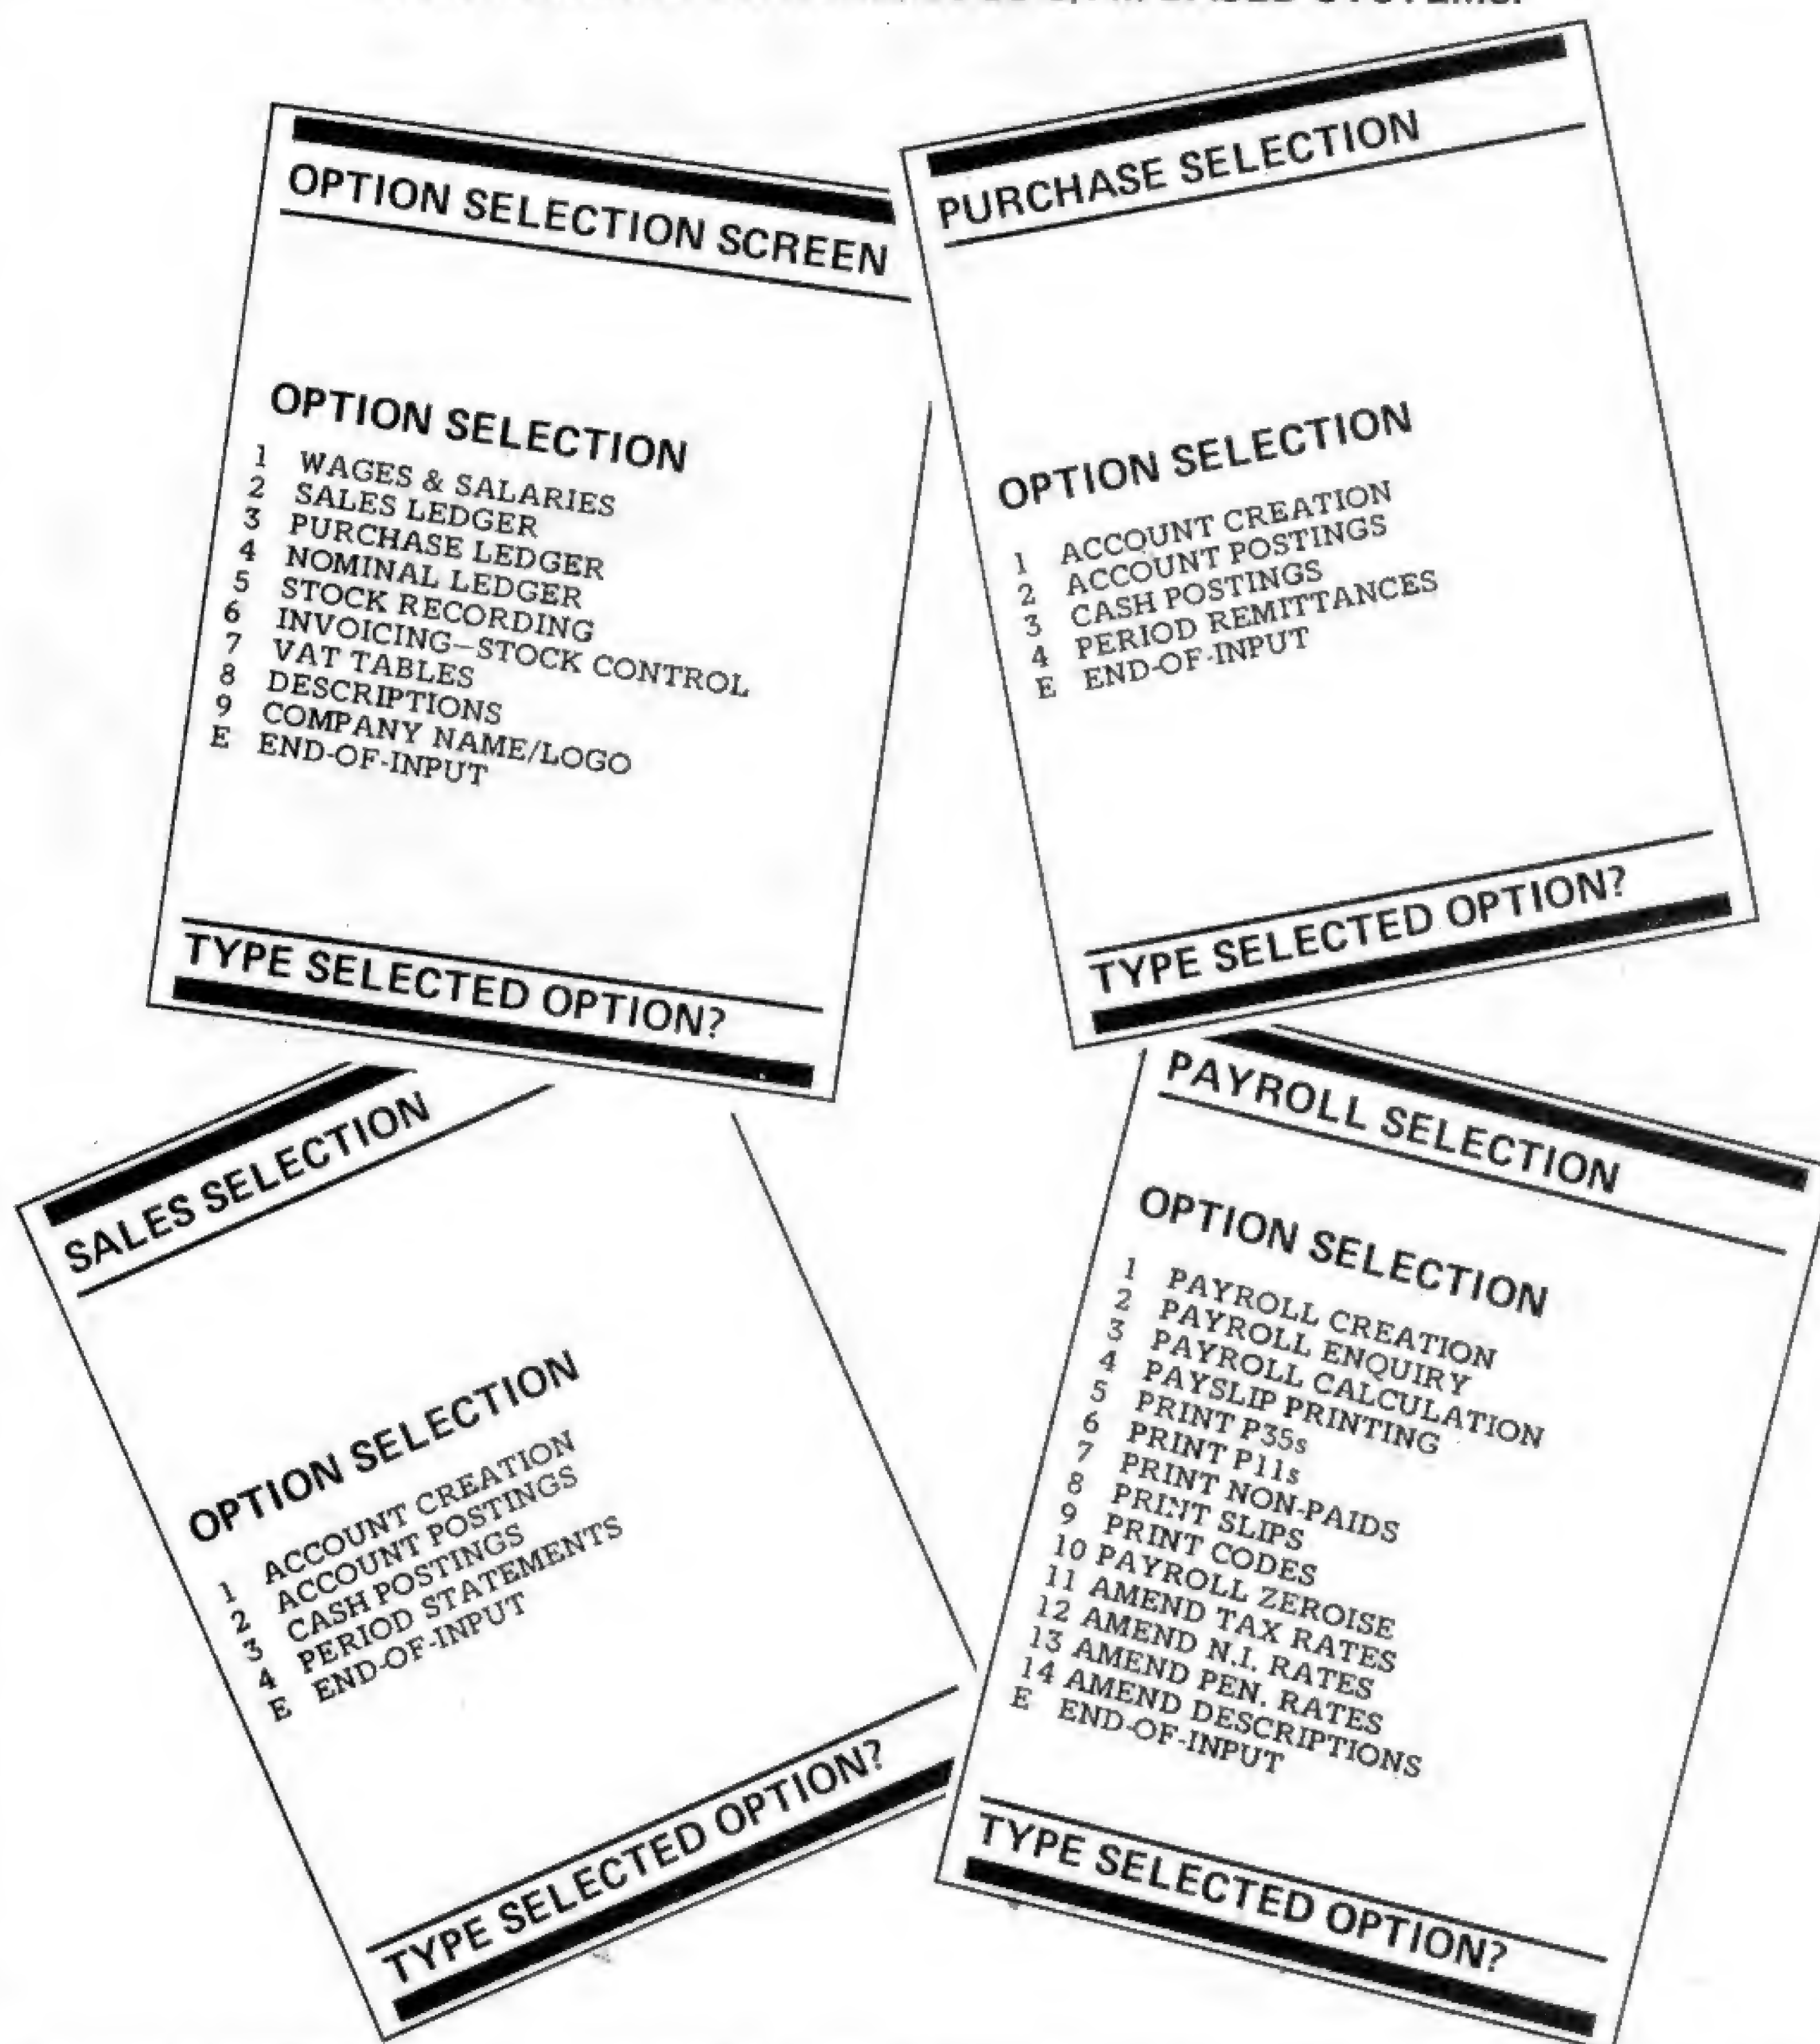 BASED SYSTEMS.
OPTION SELECTION SCREEN
OPTION SELECTION
1 WAGES & SALARIES
2 SALES LEDGER
3 PURCHASE LEDGER
4 NOMINAL LEDGER
5 STOCK RECORDING
6 INVOICING–STOCK CONTROL
7 VAT TABLES
8 DESCRIPTIONS
9 COMPANY NAME/LOGO
E END-OF-INPUT
TYPE SELECTED OPTION?
PURCHASE SELECTION
OPTION SELECTION
1 ACCOUNT CREATION
2 ACCOUNT POSTINGS
3 CASH POSTINGS
4 PERIOD REMITTANCES
E END-OF-INPUT
TYPE SELECTED OPTION?
SALES SELECTION
OPTION SELECTION
1 ACCOUNT CREATION
2 ACCOUNT POSTINGS
3 CASH POSTINGS
4 PERIOD STATEMENTS
E END-OF-INPUT
TYPE SELECTED OPTION?
PAYROLL SELECTION
OPTION SELECTION
1 PAYROLL CREATION
2 PAYROLL ENQUIRY
3 PAYROLL CALCULATION
4 PAYSLIP PRINTING
5 PRINT P35s
6 PRINT P11s
7 PRINT NON-PAIDS
8 PRINT SLIPS
9 PRINT CODES
10 PAYROLL ZEROISE
11 AMEND TAX RATES
12 AMEND N.I. RATES
13 AMEND PEN. RATES
14 AMEND DESCRIPTIONS
E END-OF-INPUT
TYPE SELECTED OPTION?